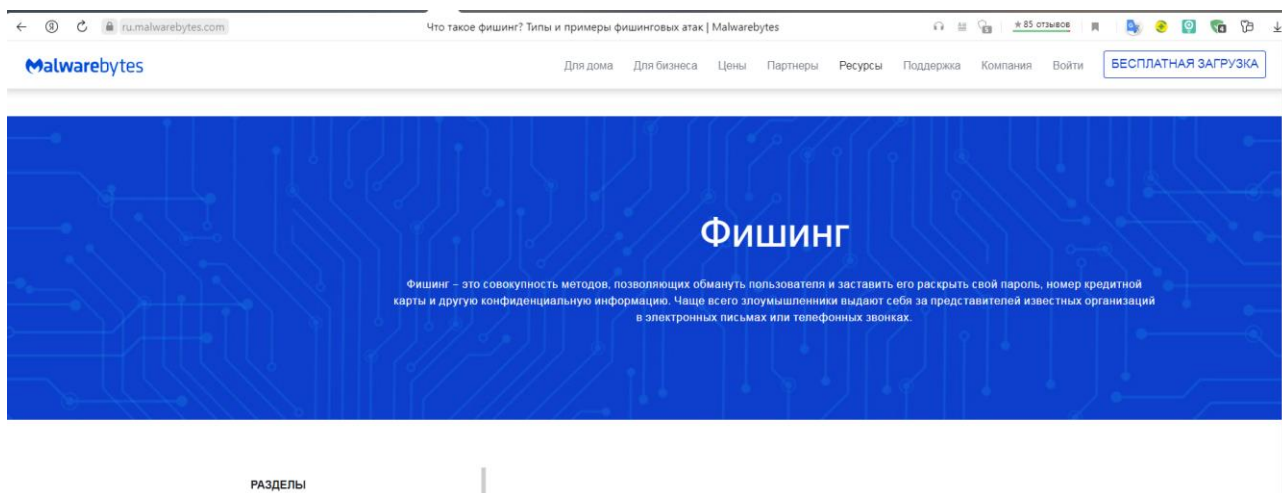 ru.malwarebytes.com
Что такое фишинг? Типы и примеры фишинговых атак | Malwarebytes
★ 85 отзывов
Malwarebytes
Для дома Для бизнеса Цены Партнеры Ресурсы Поддержка Компания Войти БЕСПЛАТНАЯ ЗАГРУЗКА
Фишинг
Фишинг – это совокупность методов, позволяющих обмануть пользователя и заставить его раскрыть свой пароль, номер кредитной
карты и другую конфиденциальную информацию. Чаще всего злоумышленники выдают себя за представителей известных организаций
в электронных письмах или телефонных звонках.
РАЗДЕЛЫ